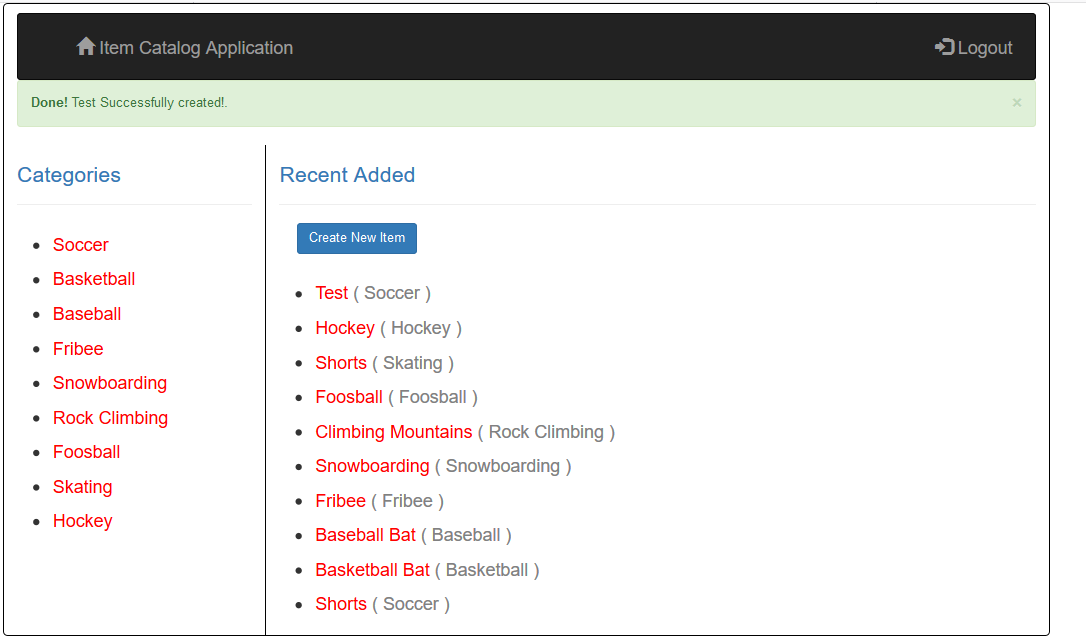 Item Catalog Application
Logout
Done! Test Successfully created!.
×
Categories
Soccer
Basketball
Baseball
Fribee
Snowboarding
Rock Climbing
Foosball
Skating
Hockey
Recent Added
Create New Item
Test ( Soccer )
Hockey ( Hockey )
Shorts ( Skating )
Foosball ( Foosball )
Climbing Mountains ( Rock Climbing )
Snowboarding ( Snowboarding )
Fribee ( Fribee )
Baseball Bat ( Baseball )
Basketball Bat ( Basketball )
Shorts ( Soccer )